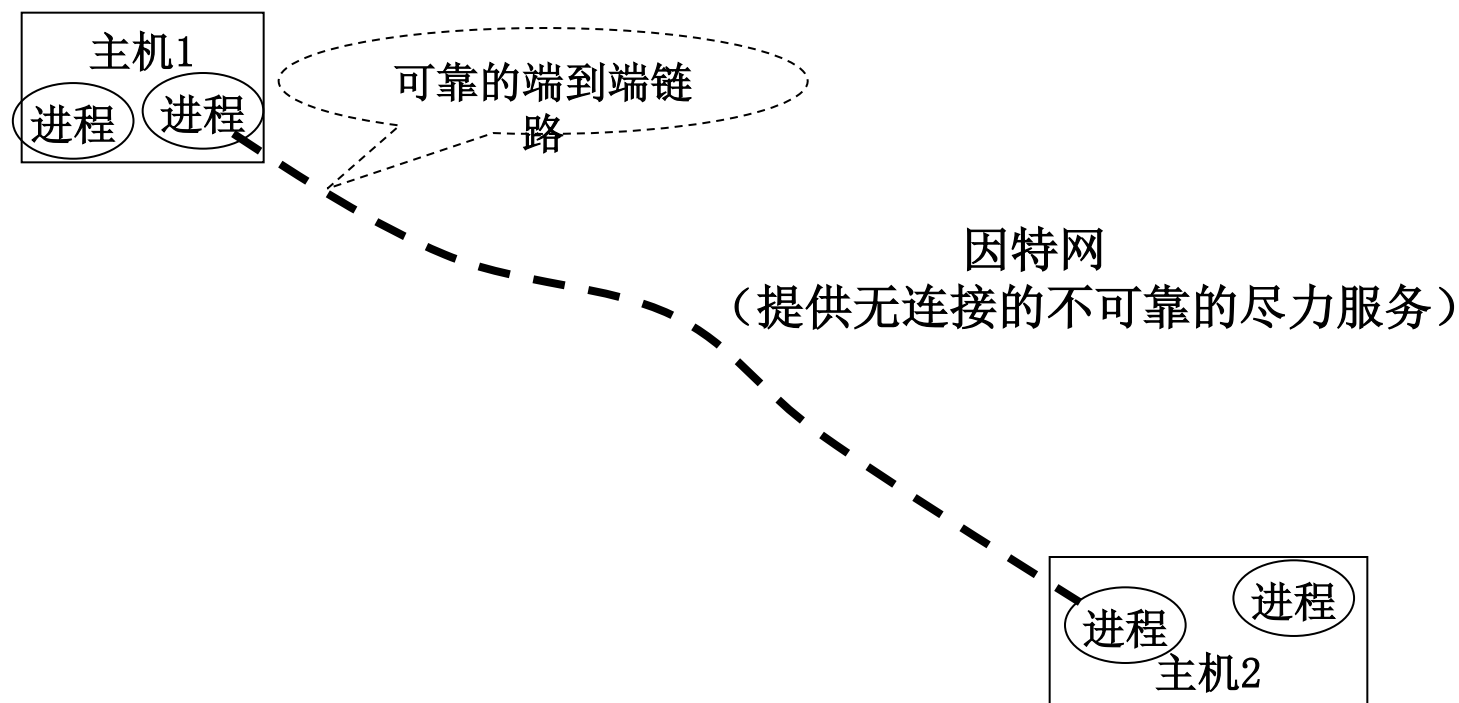 主机1
进程
进程
可靠的端到端链
路
因特网
（提供无连接的不可靠的尽力服务）
进程
进程
主机2